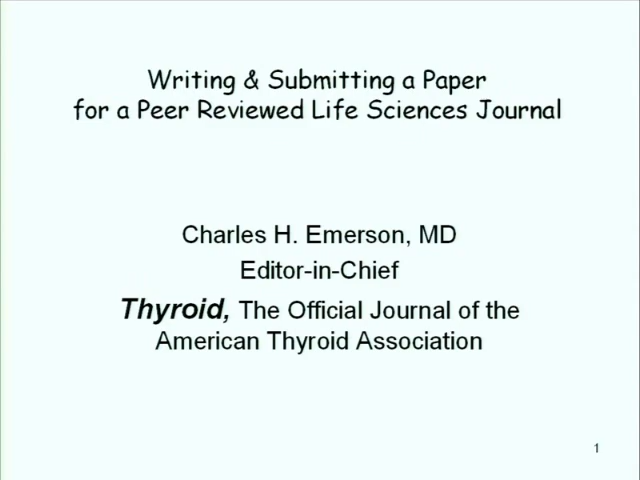 Writing & Submitting a Paper
for a Peer Reviewed Life Sciences Journal
Charles H. Emerson, MD
Editor-in-Chief
Thyroid, The Official Journal of the
American Thyroid Association
1